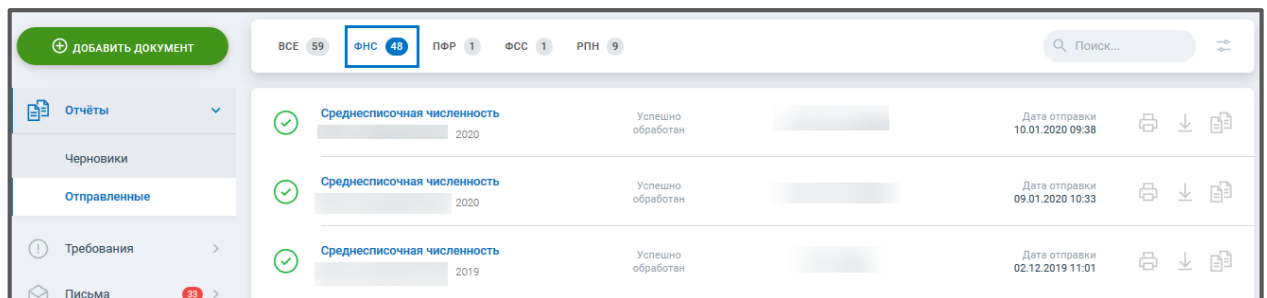 ДОБАВИТЬ ДОКУМЕНТ
ВСЕ 59 ФНС 48 ПФР 1 ФСС 1 РПН 9
Поиск...
Отчёты
Черновики
Отправленные
Требования
Письма 33
Среднесписочная численность
2020
Успешно
обработан
Дата отправки
10.01.2020 09:38
Среднесписочная численность
2020
Успешно
обработан
Дата отправки
09.01.2020 10:33
Среднесписочная численность
2019
Успешно
обработан
Дата отправки
02.12.2019 11:01